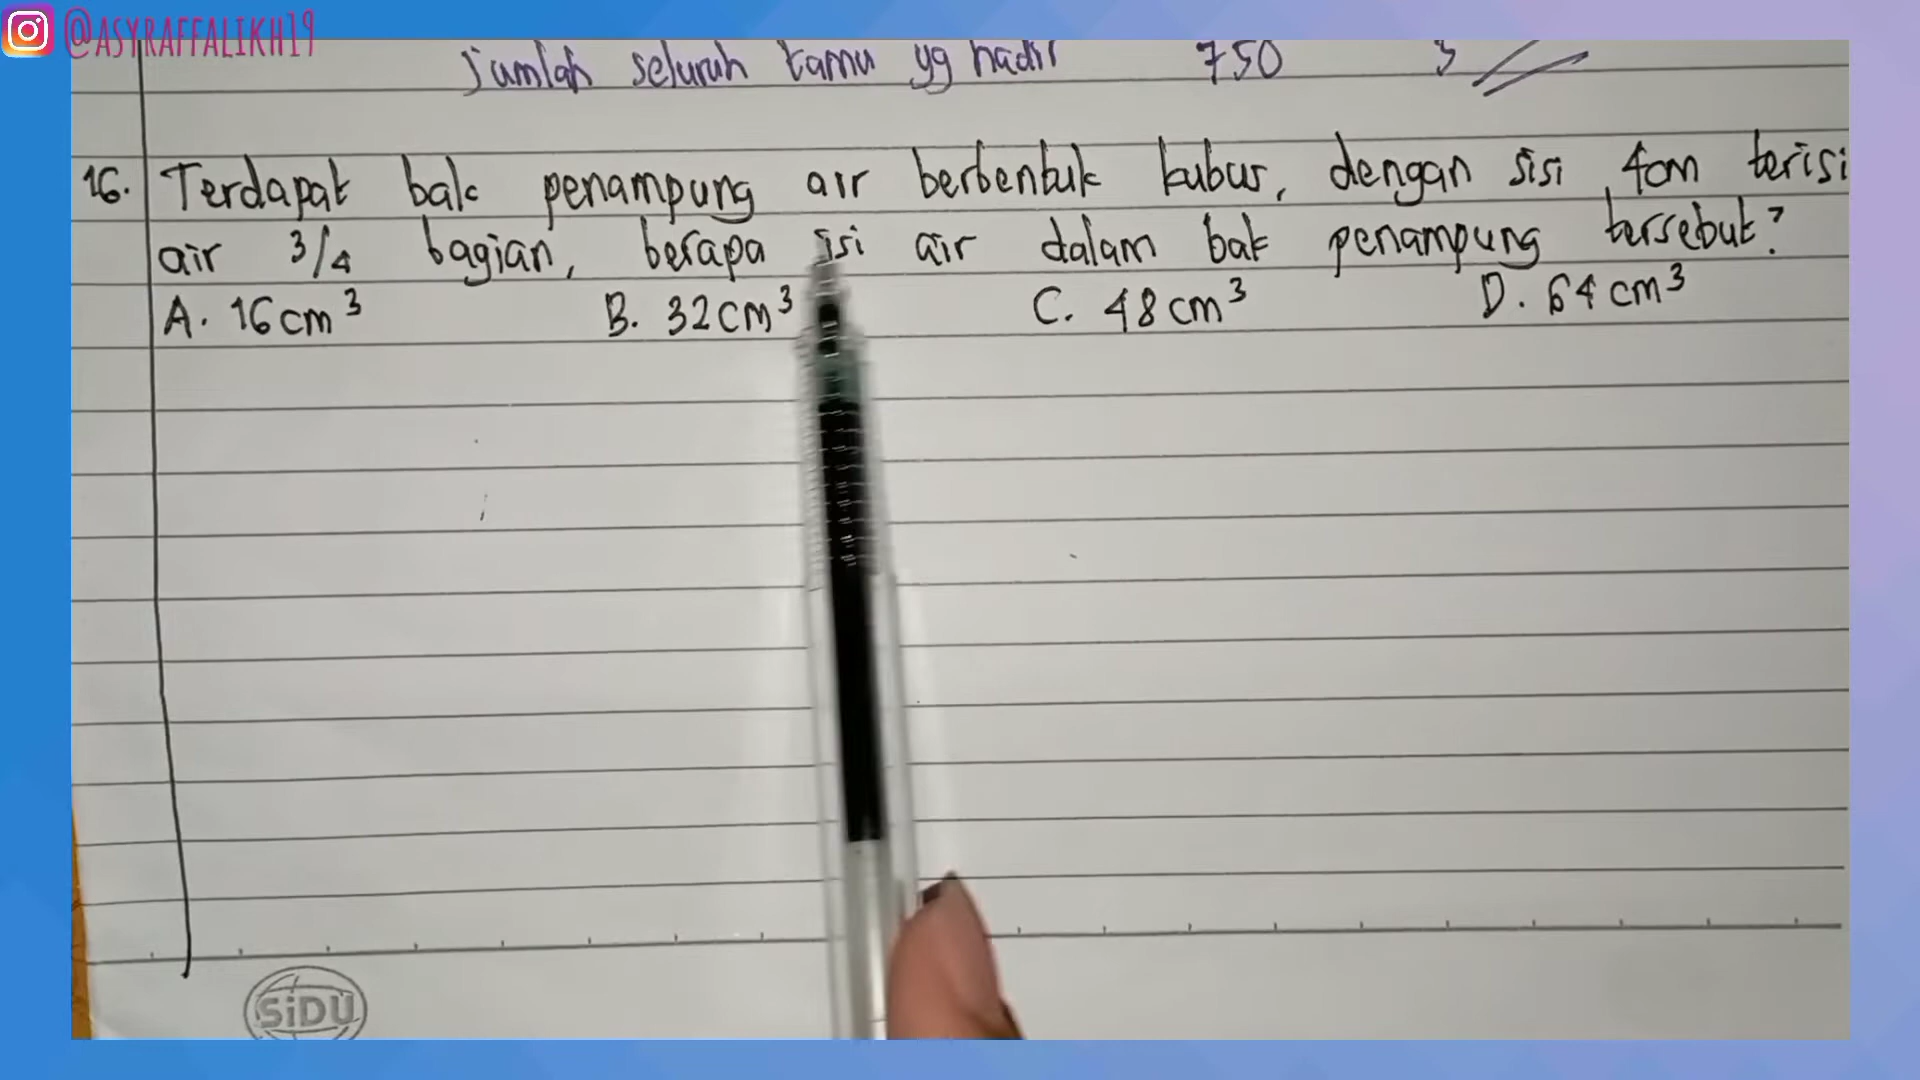 @ASYRAFFALIKH19
Jumlah seluruh tamu yg hadir 750
16. Terdapat bak penampung air berbentuk kubus, dengan sisi 4cm terisi
air 3/4 bagian, berapa isi air dalam bak penampung tersebut?
A. 16 cm³ B. 32 cm³ C. 48 cm³ D. 64 cm³
SiDU